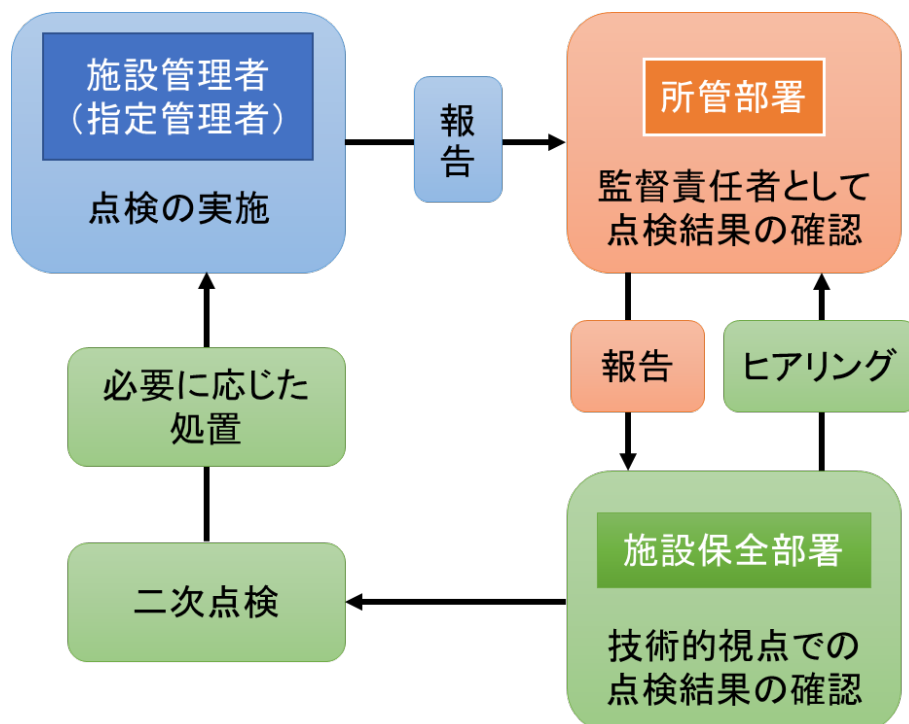 施設管理者
（指定管理者）
点検の実施
報
告
所管部署
監督責任者として
点検結果の確認
報告
ヒアリング
必要に応じた
処置
施設保全部署
技術的視点での
点検結果の確認
二次点検